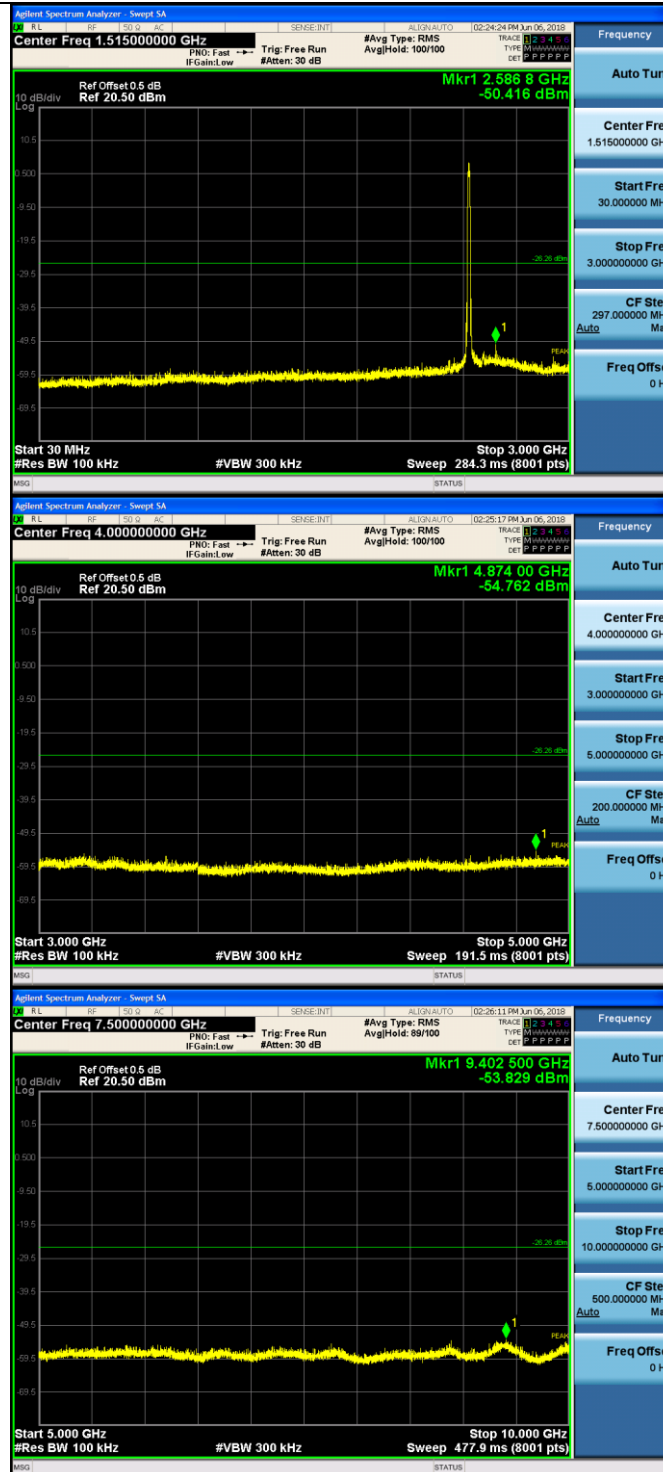 Agilent Spectrum Analyzer - Swept SA
RL RF 50 Ω AC SENSE:INT ALIGNAUTO 02:24:24 PM Jun 06, 2018
Center Freq 1.515000000 GHz
PNO: Fast
IFGain:Low
Trig: Free Run
#Atten: 30 dB
#Avg Type: RMS
Avg|Hold: 100/100
TRACE 1 2 3 4 5 6
TYPE M
DET P P P P P P
Frequency
Ref Offset 0.5 dB
Ref 20.50 dBm
10 dB/div
Log
Mkr1 2.586 8 GHz
-50.416 dBm
Auto Tun
10.5
0.500
-9.50
-19.5
-29.5
-39.5
-49.5
-59.5
-69.5
-26.26 dBm
1
PEAK
Center Fre
1.515000000 GH
Start Fre
30.000000 MH
Stop Fre
3.000000000 GH
CF Ste
297.000000 MH
Auto Ma
Freq Offse
0 H
Start 30 MHz
Stop 3.000 GHz
#Res BW 100 kHz #VBW 300 kHz Sweep 284.3 ms (8001 pts)
MSG STATUS
Agilent Spectrum Analyzer - Swept SA
RL RF 50 Ω AC SENSE:INT ALIGNAUTO 02:25:17 PM Jun 06, 2018
Center Freq 4.000000000 GHz
PNO: Fast
IFGain:Low
Trig: Free Run
#Atten: 30 dB
#Avg Type: RMS
Avg|Hold: 100/100
TRACE 1 2 3 4 5 6
TYPE M
DET P P P P P P
Frequency
Ref Offset 0.5 dB
Ref 20.50 dBm
10 dB/div
Log
Mkr1 4.874 00 GHz
-54.762 dBm
Auto Tun
10.5
0.500
-9.50
-19.5
-29.5
-39.5
-49.5
-59.5
-69.5
-26.26 dBm
1
PEAK
Center Fre
4.000000000 GH
Start Fre
3.000000000 GH
Stop Fre
5.000000000 GH
CF Ste
200.000000 MH
Auto Ma
Freq Offse
0 H
Start 3.000 GHz
Stop 5.000 GHz
#Res BW 100 kHz #VBW 300 kHz Sweep 191.5 ms (8001 pts)
MSG STATUS
Agilent Spectrum Analyzer - Swept SA
RL RF 50 Ω AC SENSE:INT ALIGNAUTO 02:26:11 PM Jun 06, 2018
Center Freq 7.500000000 GHz
PNO: Fast
IFGain:Low
Trig: Free Run
#Atten: 30 dB
#Avg Type: RMS
Avg|Hold: 89/100
TRACE 1 2 3 4 5 6
TYPE M
DET P P P P P P
Frequency
Ref Offset 0.5 dB
Ref 20.50 dBm
10 dB/div
Log
Mkr1 9.402 500 GHz
-53.829 dBm
Auto Tun
10.5
0.500
-9.50
-19.5
-29.5
-39.5
-49.5
-59.5
-69.5
-26.26 dBm
1
PEAK
Center Fre
7.500000000 GH
Start Fre
5.000000000 GH
Stop Fre
10.000000000 GH
CF Ste
500.000000 MH
Auto Ma
Freq Offse
0 H
Start 5.000 GHz
Stop 10.000 GHz
#Res BW 100 kHz #VBW 300 kHz Sweep 477.9 ms (8001 pts)
MSG STATUS